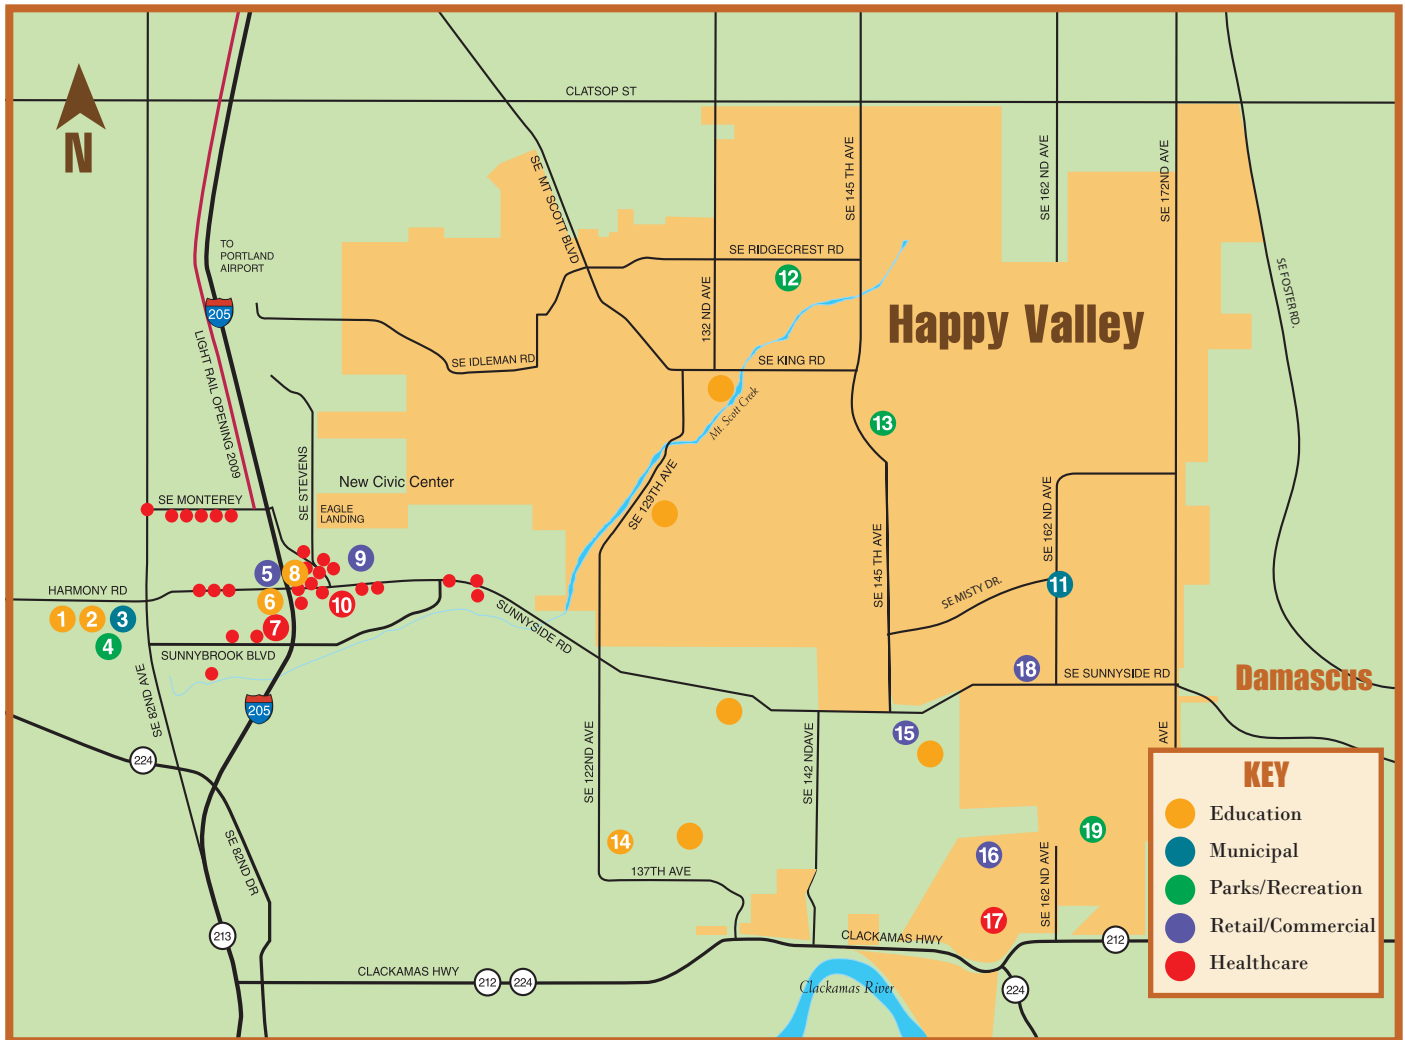 CLATSOP ST
N
TO
PORTLAND
AIRPORT
205
LIGHT RAIL OPENING 2009
SE MT SCOTT BLVD
SE RIDGECREST RD
SE 145 TH AVE
SE 162 ND AVE
SE 172ND AVE
SE FOSTER RD.
12
132 ND AVE
Happy Valley
SE IDLEMAN RD
SE KING RD
Mt. Scott Creek
13
SE STEVENS
New Civic Center
EAGLE
LANDING
SE MONTEREY
SE 129TH AVE
SE 145 TH AVE
SE 162 ND AVE
SE MISTY DR.
11
HARMONY RD
5
8
9
1
2
3
4
6
7
10
SUNNYSIDE RD
SUNNYBROOK BLVD
SE 82ND AVE
205
18
SE SUNNYSIDE RD
Damascus
224
SE 82ND DR
SE 122ND AVE
SE 142 NDAVE
15
AVE
14
16
19
137TH AVE
SE 162 ND AVE
17
213
CLACKAMAS HWY
212
CLACKAMAS HWY
212
224
Clackamas River
224
KEY
Education
Municipal
Parks/Recreation
Retail/Commercial
Healthcare